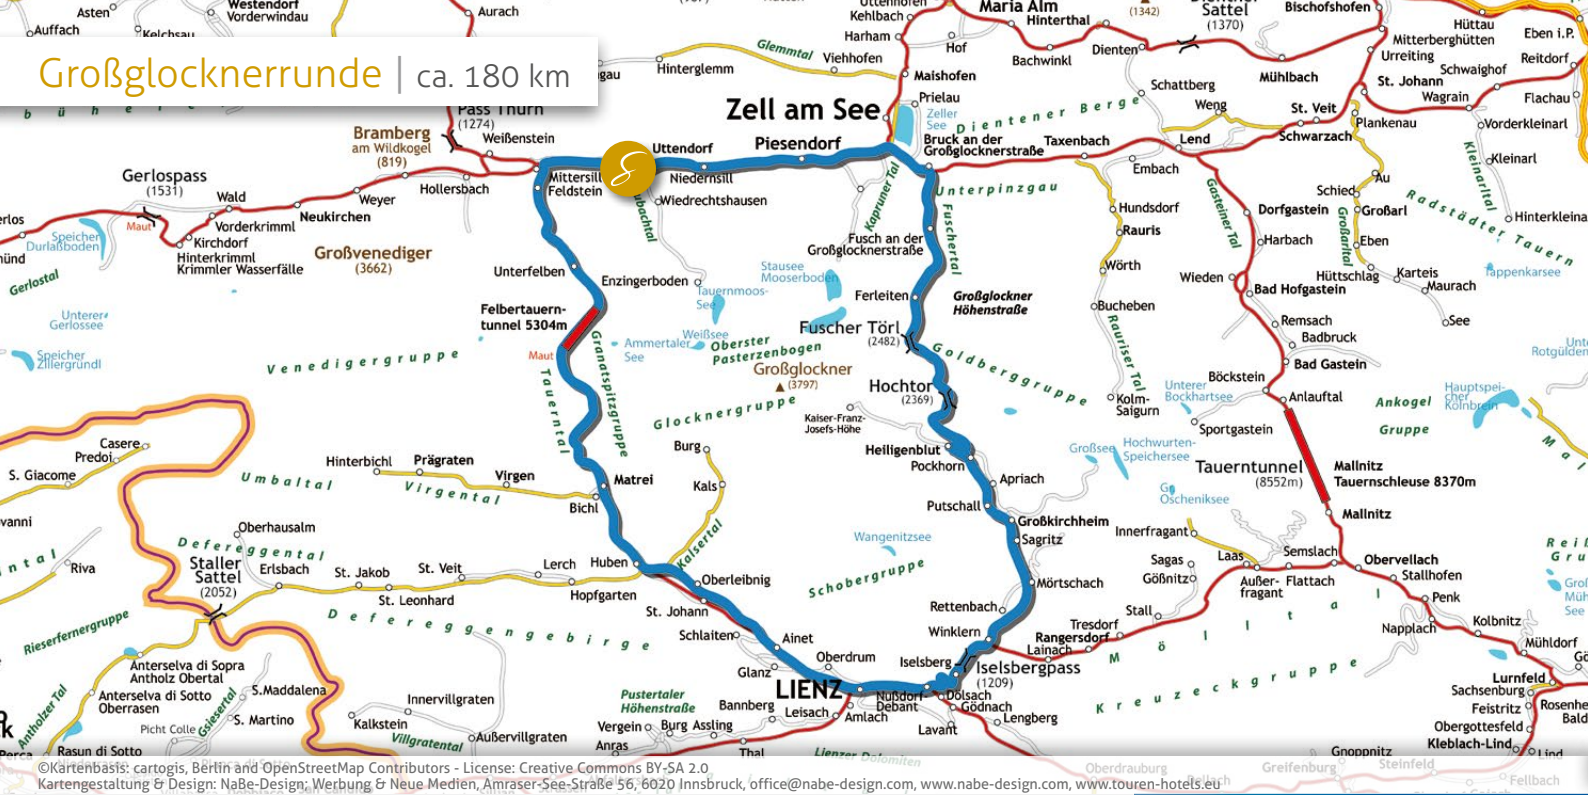 Großglocknerrunde | ca. 180 km
Asten
Westendorf
Vorderwindau
Aurach
Auffach
Kelchsau
Kehlbach
Maria Alm
Hinterthal
(1342)
Sattel
(1370)
Bischofshofen
Hüttau
Mitterberghütten
Eben i.P.
Harham
Hof
Bachwinkl
Dienten
Urreiting
Reitdorf
Glemmtal
Viehhofen
Hinterglemm
Maishofen
Mühlbach
St. Johann
Schwaighof
Wagrain
Flachau
Schattberg
Prielau
Zell am See
Zeller
See
Dientener Berge
Weng
St. Veit
Schwarzach
Plankenau
Vorderkleinarl
Pass Thurn
(1274)
Weißenstein
Bramberg
am Wildkogel
(819)
Uttendorf
Piesendorf
Bruck an der
Großglocknerstraße
Taxenbach
Lend
Embach
Kleinarl
Kleinarltal
Gerlospass
(1531)
Wald
Hollersbach
Weyer
Mittersill
Feldstein
S
Niedernsill
Wiedrechtshausen
Kapruner Tal
Unterpinzgau
Fuschertal
Au
Schied
Großarl
Großarltal
Radstädter Tauern
Hinterkleinarl
Neukirchen
Vorderkrimml
Kirchdorf
Hinterkrimml
Krimmler Wasserfälle
Maut
Speicher
Durlaßboden
Gerlostal
Großvenediger
(3662)
Hundsdorf
Rauris
Gasteiner Tal
Dorfgastein
Harbach
Eben
Fusch an der
Großglocknerstraße
Unterfelben
Enzingerboden
Stausee
Mooserboden
Tauernmoos-
See
Ferleiten
Großglockner
Höhenstraße
Wörth
Bucheben
Wieden
Bad Hofgastein
Hüttschlag
Karteis
Maurach
See
Tappenkarsee
Unterer
Gerlossee
Speicher
Zillergründl
Felbertauern-
tunnel 5304m
Maut
Ammertaler
See
Weißsee
Oberster
Pasterzenbogen
Fuscher Törl
(2482)
Remsach
Badbruck
Bad Gastein
Venedigergruppe
Tauerntal
Granatspitzgruppe
Großglockner
(3797)
Goldberggruppe
Rauriser Tal
Hochtor
(2369)
Kolm-
Saigurn
Böckstein
Anlauftal
Unterer
Bockhartsee
Sportgastein
Ankogel
Gruppe
Glocknergruppe
Kaiser-Franz-
Josefs-Höhe
Casere
Predoi
S. Giacomo
Hinterbichl
Prägraten
Virgen
Umbaltal
Virgental
Matrei
Bichl
Burg
Kals
Heiligenblut
Pockhorn
Großsee
Hochwurten-
Speichersee
Tauerntunnel
(8552m)
Mallnitz
Tauernschleuse 8370m
Mallnitz
Apriach
Putschall
Großkirchheim
Sagritz
Innerfragant
Oberhausalm
Defereggental
Riva
Staller
Sattel
(2052)
Erlsbach
St. Jakob
St. Veit
St. Leonhard
Lerch
Hopfgarten
Huben
Kalsertal
Wangenitzsee
Schobergruppe
Mörtschach
Sagas
Gößnitz
Laas
Außer-
fragant
Semslach
Flattach
Obervellach
Stallhofen
Penk
Oberleibnig
St. Johann
Schlaiten
Rettenbach
Winklern
Stall
Tresdorf
Rangersdorf
Lainach
Mölltal
Napplach
Kolbnitz
Mühldorf
Rieserfernergruppe
Defereggengebirge
Ainet
Oberdrum
Glanz
LIENZ
Iselsberg
Iselsbergpass
(1209)
Kreuzeckgruppe
Lurnfeld
Sachsenburg
Feistritz
Obergottesfeld
Kleblach-Lind
Lind
Anterselva di Sopra
Antholz Obertal
Anterselva di Sotto
Oberrasen
Antholzer Tal
Gsiesertal
S.Maddalena
S. Martino
Picht Colle
Rasun di Sotto
Innervillgraten
Kalkstein
Villgratental
Außervillgraten
Pustertaler
Höhenstraße
Bannberg
Leisach
Amlach
Vergein
Burg Assling
Anras
Thal
Nußdorf-
Debant
Dölsach
Gödnach
Lavant
Lengberg
Lienzer Dolomiten
Oberdrauburg
Greifenburg
Gnoppnitz
Steinfeld
Fellbach
©Kartenbasis: cartogis, Berlin and OpenStreetMap Contributors - License: Creative Commons BY-SA 2.0
Kartengestaltung & Design: NaBe-Design; Werbung & Neue Medien, Amraser-See-Straße 56, 6020 Innsbruck, office@nabe-design.com, www.nabe-design.com, www.touren-hotels.eu